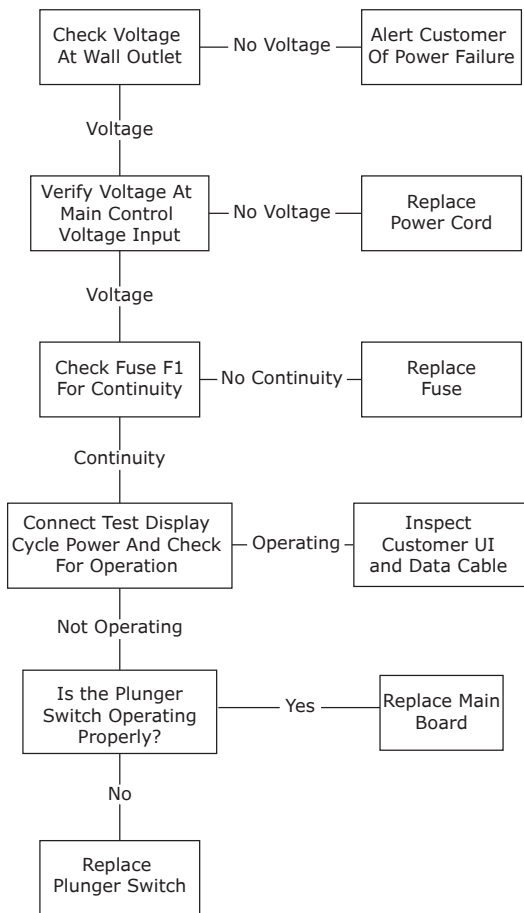 Check Voltage
At Wall Outlet
No Voltage
Alert Customer
Of Power Failure
Voltage
Verify Voltage At
Main Control
Voltage Input
No Voltage
Replace
Power Cord
Voltage
Check Fuse F1
For Continuity
No Continuity
Replace
Fuse
Continuity
Connect Test Display
Cycle Power And Check
For Operation
Operating
Inspect
Customer UI
and Data Cable
Not Operating
Is the Plunger
Switch Operating
Properly?
Yes
Replace Main
Board
No
Replace
Plunger Switch